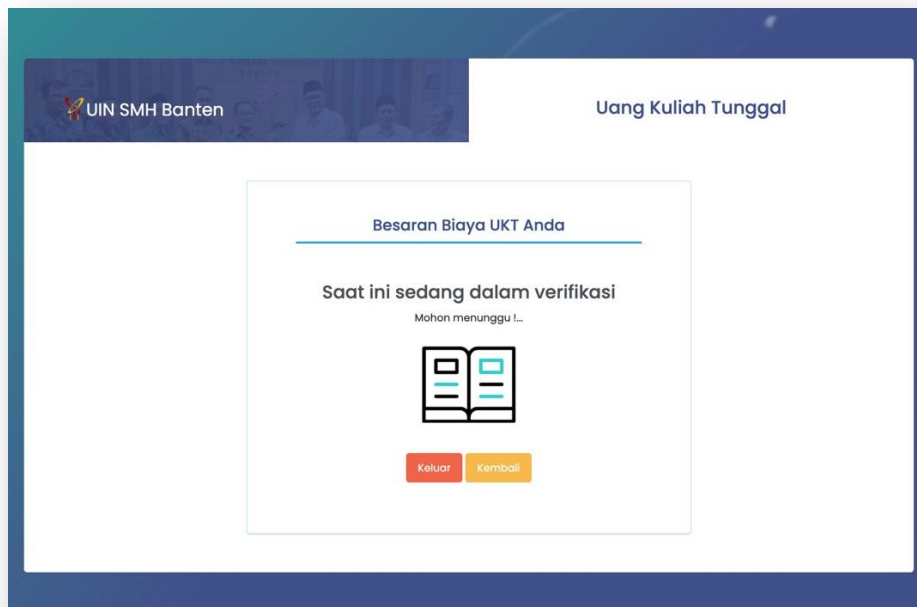 UIN SMH Banten
Uang Kuliah Tunggal
Besaran Biaya UKT Anda
Saat ini sedang dalam verifikasi
Mohon menunggu !...
Keluar
Kembali